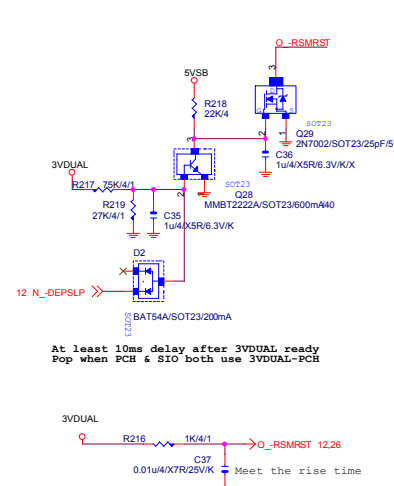 O_-RSMRST
3
5VSB
D
R218
22K/4
G
S
SOT23
Q29
2N7002/SOT23/25pF/5
3
2
1
C36
1u/4/X5R/6.3V/K/X
3VDUAL
R217 75K/4/1
2
SOT23
Q28
MMBT2222A/SOT23/600mA/40
R219
27K/4/1
C35
1u/4/X5R/6.3V/K
D2
12 N_-DEPSLP
SOT23
BAT54A/SOT23/200mA
At least 10ms delay after 3VDUAL ready
Pop when PCH & SIO both use 3VDUAL-PCH
3VDUAL
R216 1K/4/1
O_-RSMRST 12,26
C37
0.01u/4/X7R/25V/K
Meet the rise time